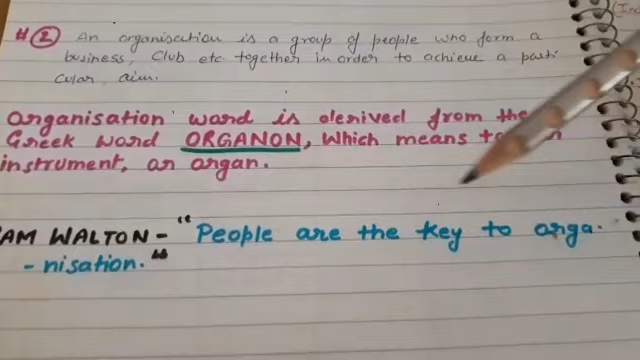 #② An organisation is a group of people who form a
business, Club etc. together in order to achieve a parti
cular aim.
Organisation word is derived from the
Greek word ORGANON, Which means
instrument, an organ.
AM WALTON - "People are the key to orga.
- nisation."